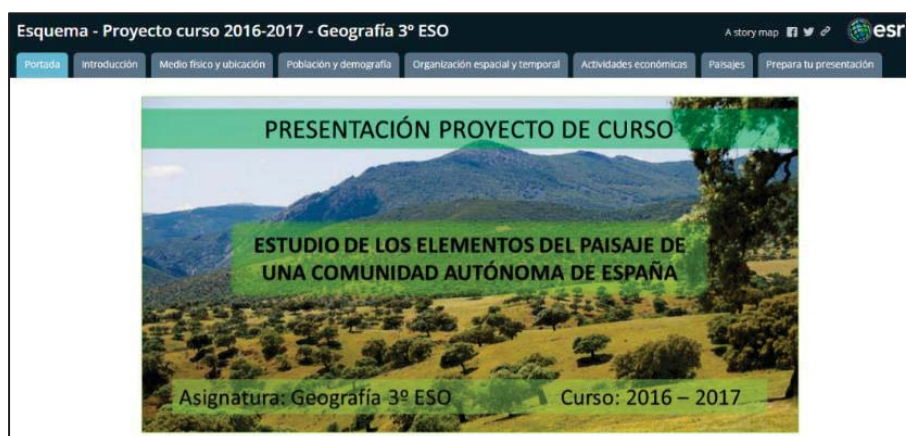 Esquema - Proyecto curso 2016-2017 - Geografía 3º ESO
A story map
esr
Portada
Introducción
Medio físico y ubicación
Población y demografía
Organización espacial y temporal
Actividades económicas
Paisajes
Prepara tu presentación
PRESENTACIÓN PROYECTO DE CURSO
ESTUDIO DE LOS ELEMENTOS DEL PAISAJE DE
UNA COMUNIDAD AUTÓNOMA DE ESPAÑA
Asignatura: Geografía 3º ESO
Curso: 2016 – 2017